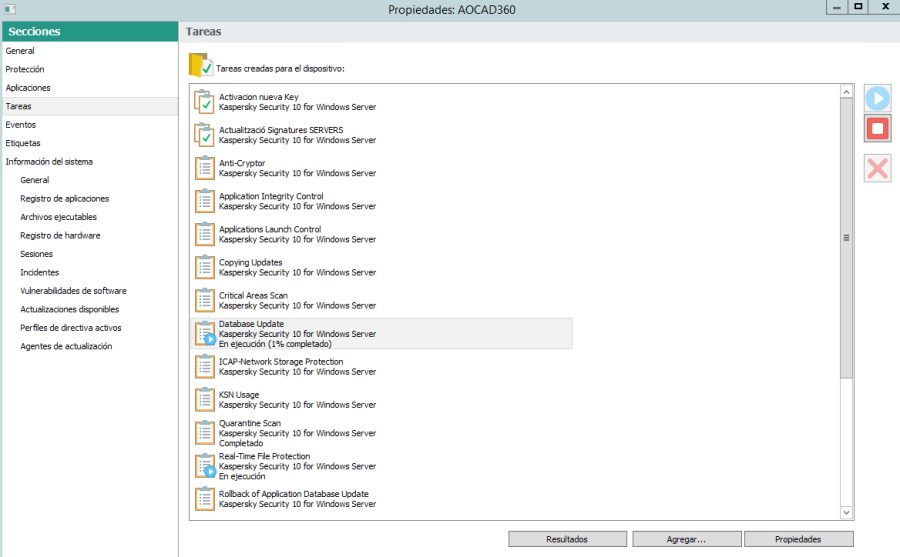 Propiedades: AOCAD360
Secciones
General
Protección
Aplicaciones
Tareas
Eventos
Etiquetas
Información del sistema
General
Registro de aplicaciones
Archivos ejecutables
Registro de hardware
Sesiones
Incidentes
Vulnerabilidades de software
Actualizaciones disponibles
Perfiles de directiva activos
Agentes de actualización
Tareas
Tareas creadas para el dispositivo:
Activacion nueva Key
Kaspersky Security 10 for Windows Server
Actualització Signatures SERVERS
Kaspersky Security 10 for Windows Server
Anti-Cryptor
Kaspersky Security 10 for Windows Server
Application Integrity Control
Kaspersky Security 10 for Windows Server
Applications Launch Control
Kaspersky Security 10 for Windows Server
Copying Updates
Kaspersky Security 10 for Windows Server
Critical Areas Scan
Kaspersky Security 10 for Windows Server
Database Update
Kaspersky Security 10 for Windows Server
En ejecución (1% completado)
ICAP-Network Storage Protection
Kaspersky Security 10 for Windows Server
KSN Usage
Kaspersky Security 10 for Windows Server
Quarantine Scan
Kaspersky Security 10 for Windows Server
Completado
Real-Time File Protection
Kaspersky Security 10 for Windows Server
En ejecución
Rollback of Application Database Update
Kaspersky Security 10 for Windows Server
Resultados
Agregar...
Propiedades